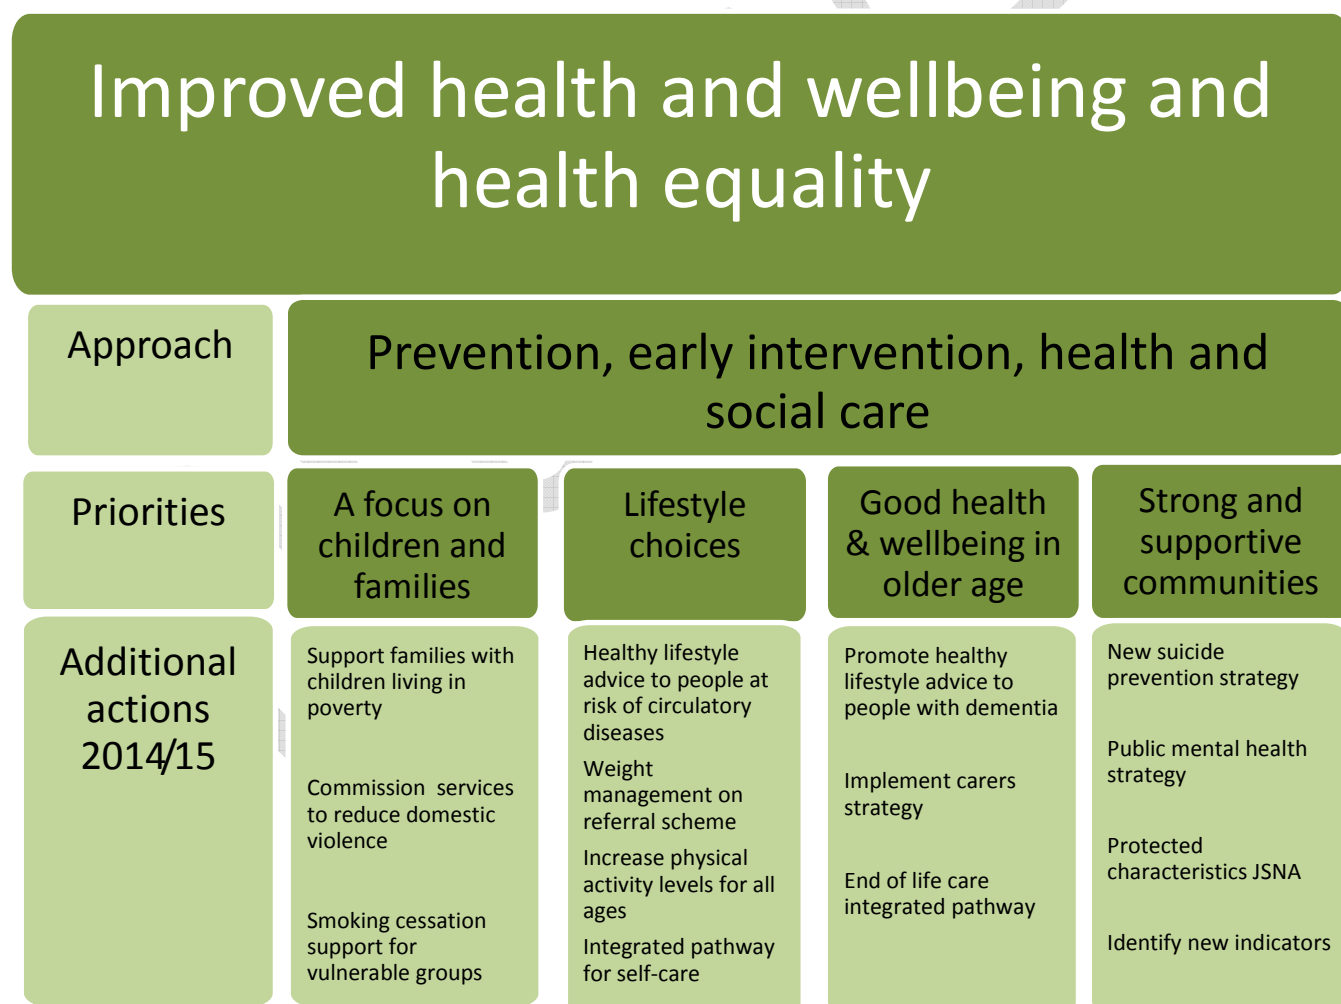 Improved health and wellbeing and
health equality
Approach
Prevention, early intervention, health and
social care
Priorities
A focus on
children and
families
Lifestyle
choices
Good health
& wellbeing in
older age
Strong and
supportive
communities
Additional
actions
2014/15
Support families with
children living in
poverty
Commission services
to reduce domestic
violence
Smoking cessation
support for
vulnerable groups
Healthy lifestyle
advice to people at
risk of circulatory
diseases
Weight
management on
referral scheme
Increase physical
activity levels for all
ages
Integrated pathway
for self-care
Promote healthy
lifestyle advice to
people with dementia
Implement carers
strategy
End of life care
integrated pathway
New suicide
prevention strategy
Public mental health
strategy
Protected
characteristics JSNA
Identify new indicators